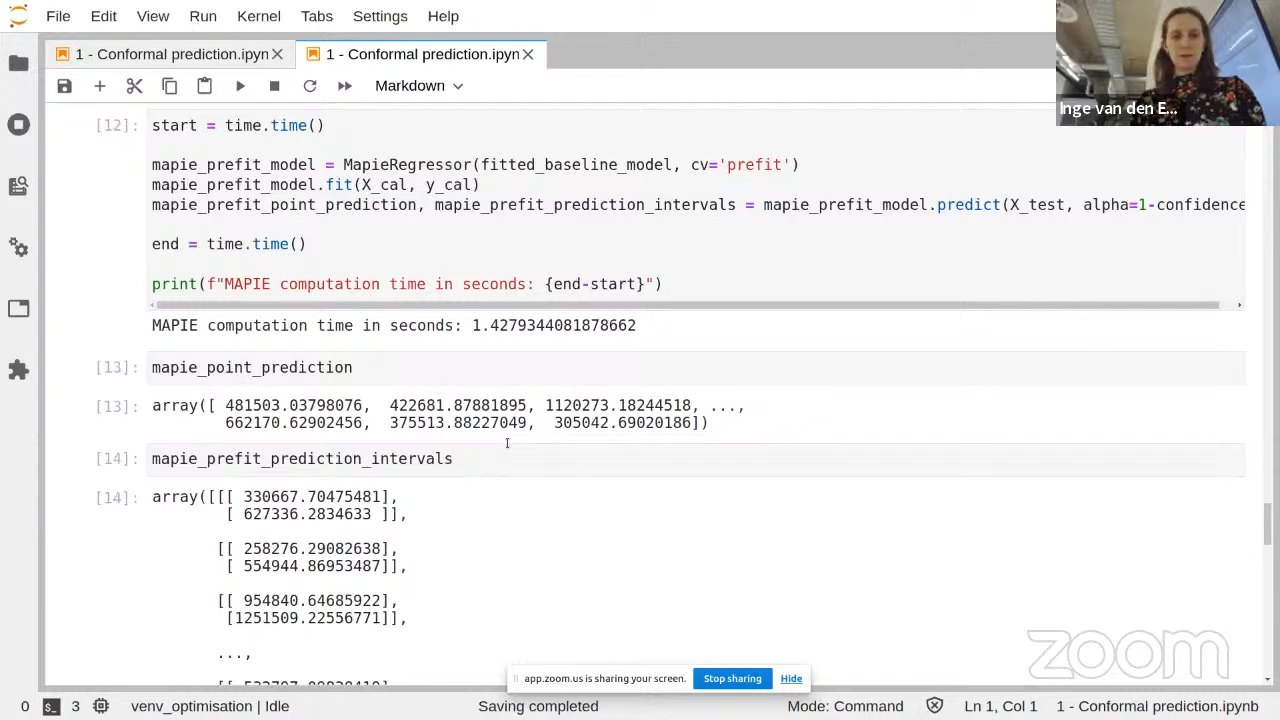 File Edit View Run Kernel Tabs Settings Help
1 - Conformal prediction.ipyn
1 - Conformal prediction.ipyn
Markdown
Inge van den E...
[12]: start = time.time()
mapie_prefit_model = MapieRegressor(fitted_baseline_model, cv='prefit')
mapie_prefit_model.fit(X_cal, y_cal)
mapie_prefit_point_prediction, mapie_prefit_prediction_intervals = mapie_prefit_model.predict(X_test, alpha=1-confidence
end = time.time()
print(f"MAPIE computation time in seconds: {end-start}")
MAPIE computation time in seconds: 1.4279344081878662
[13]: mapie_point_prediction
[13]: array([ 481503.03798076, 422681.87881895, 1120273.18244518, ...,
662170.62902456, 375513.88227049, 305042.69020186])
[14]: mapie_prefit_prediction_intervals
[14]: array([[[ 330667.70475481],
[ 627336.2834633 ]],
[[ 258276.29082638],
[ 554944.86953487]],
[[ 954840.64685922],
[1251509.22556771]],
...,
zoom
app.zoom.us is sharing your screen. Stop sharing Hide
0 $_ 3 venv_optimisation | Idle Saving completed Mode: Command Ln 1, Col 1 1 - Conformal prediction.ipynb